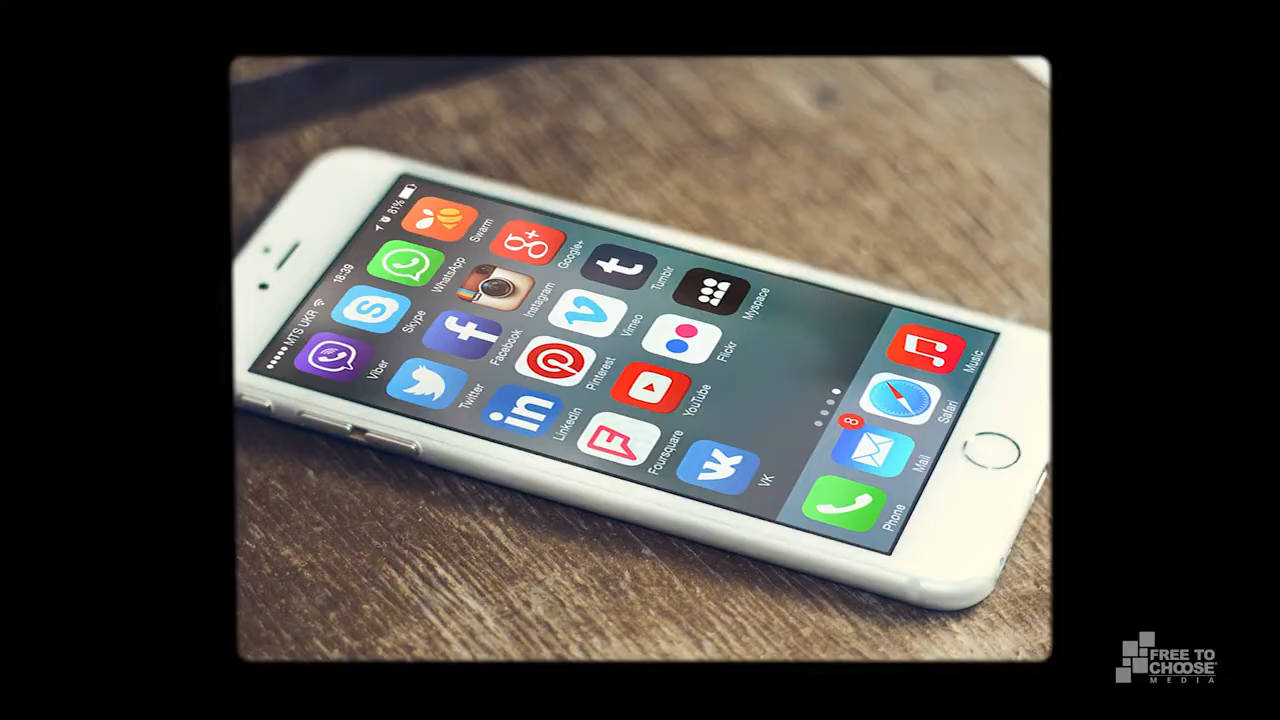 MTS UKR
18:39
81%
Viber
Skype
WhatsApp
Swarm
Twitter
Facebook
Instagram
Google+
LinkedIn
Pinterest
Vimeo
Tumblr
Foursquare
YouTube
Flickr
Myspace
VK
8
Phone
Mail
Safari
Music
FREE TO
CHOOSE
MEDIA